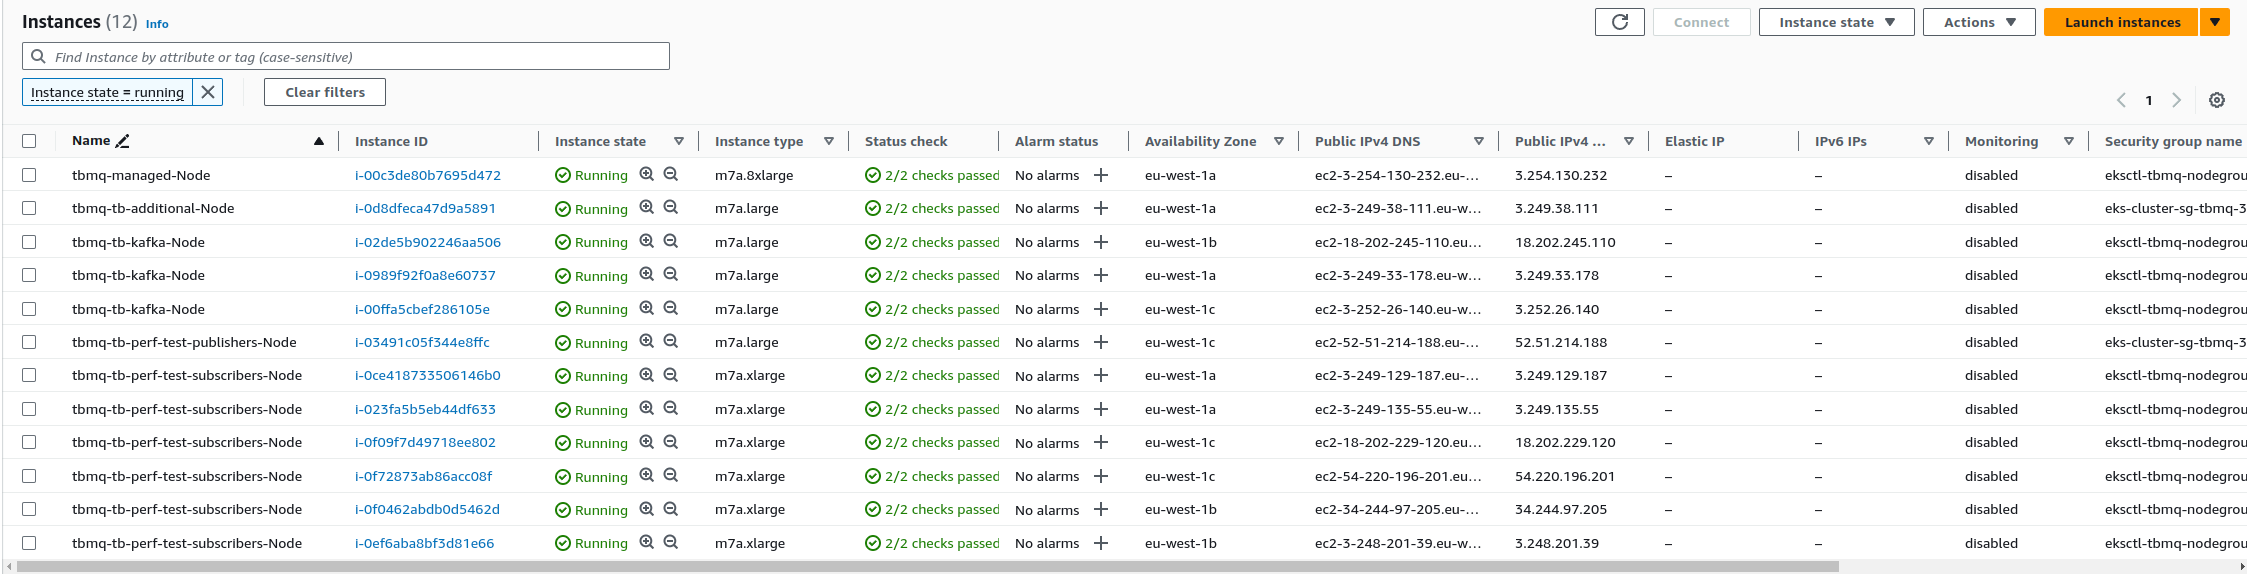 Instances (12) Info
Connect Instance state Actions Launch instances
Find Instance by attribute or tag (case-sensitive)
Instance state = running Clear filters
1
Name Instance ID Instance state Instance type Status check Alarm status Availability Zone Public IPv4 DNS Public IPv4 ... Elastic IP IPv6 IPs Monitoring Security group name
tbmq-managed-Node i-00c3de80b7695d472 Running m7a.8xlarge 2/2 checks passed No alarms eu-west-1a ec2-3-254-130-232.eu-... 3.254.130.232 – – disabled eksctl-tbmq-nodegrou
tbmq-tb-additional-Node i-0d8dfeca47d9a5891 Running m7a.large 2/2 checks passed No alarms eu-west-1a ec2-3-249-38-111.eu-w... 3.249.38.111 – – disabled eks-cluster-sg-tbmq-3
tbmq-tb-kafka-Node i-02de5b902246aa506 Running m7a.large 2/2 checks passed No alarms eu-west-1b ec2-18-202-245-110.eu... 18.202.245.110 – – disabled eksctl-tbmq-nodegrou
tbmq-tb-kafka-Node i-0989f92f0a8e60737 Running m7a.large 2/2 checks passed No alarms eu-west-1a ec2-3-249-33-178.eu-w... 3.249.33.178 – – disabled eksctl-tbmq-nodegrou
tbmq-tb-kafka-Node i-00ffa5cbef286105e Running m7a.large 2/2 checks passed No alarms eu-west-1c ec2-3-252-26-140.eu-w... 3.252.26.140 – – disabled eksctl-tbmq-nodegrou
tbmq-tb-perf-test-publishers-Node i-03491c05f344e8ffc Running m7a.large 2/2 checks passed No alarms eu-west-1c ec2-52-51-214-188.eu-... 52.51.214.188 – – disabled eks-cluster-sg-tbmq-3
tbmq-tb-perf-test-subscribers-Node i-0ce418733506146b0 Running m7a.xlarge 2/2 checks passed No alarms eu-west-1a ec2-3-249-129-187.eu-... 3.249.129.187 – – disabled eksctl-tbmq-nodegrou
tbmq-tb-perf-test-subscribers-Node i-023fa5b5eb44df633 Running m7a.xlarge 2/2 checks passed No alarms eu-west-1a ec2-3-249-135-55.eu-w... 3.249.135.55 – – disabled eksctl-tbmq-nodegrou
tbmq-tb-perf-test-subscribers-Node i-0f09f7d49718ee802 Running m7a.xlarge 2/2 checks passed No alarms eu-west-1c ec2-18-202-229-120.eu... 18.202.229.120 – – disabled eksctl-tbmq-nodegrou
tbmq-tb-perf-test-subscribers-Node i-0f72873ab86acc08f Running m7a.xlarge 2/2 checks passed No alarms eu-west-1c ec2-54-220-196-201.eu... 54.220.196.201 – – disabled eksctl-tbmq-nodegrou
tbmq-tb-perf-test-subscribers-Node i-0f0462abdb0d5462d Running m7a.xlarge 2/2 checks passed No alarms eu-west-1b ec2-34-244-97-205.eu-... 34.244.97.205 – – disabled eksctl-tbmq-nodegrou
tbmq-tb-perf-test-subscribers-Node i-0ef6aba8bf3d81e66 Running m7a.xlarge 2/2 checks passed No alarms eu-west-1b ec2-3-248-201-39.eu-w... 3.248.201.39 – – disabled eksctl-tbmq-nodegrou